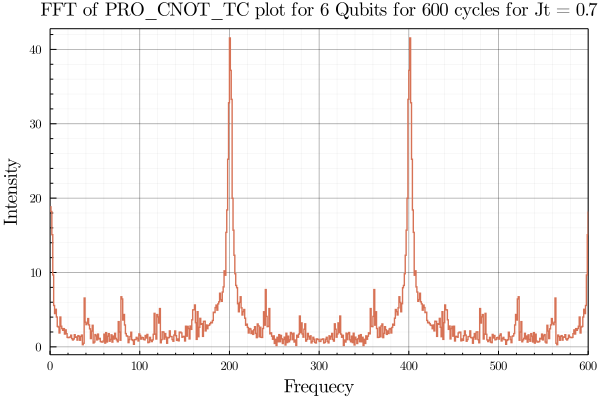 FFT of PRO_CNOT_TC plot for 6 Qubits for 600 cycles for Jt = 0.7
40
30
20
10
0
Intensity
0 100 200 300 400 500 600
Frequecy